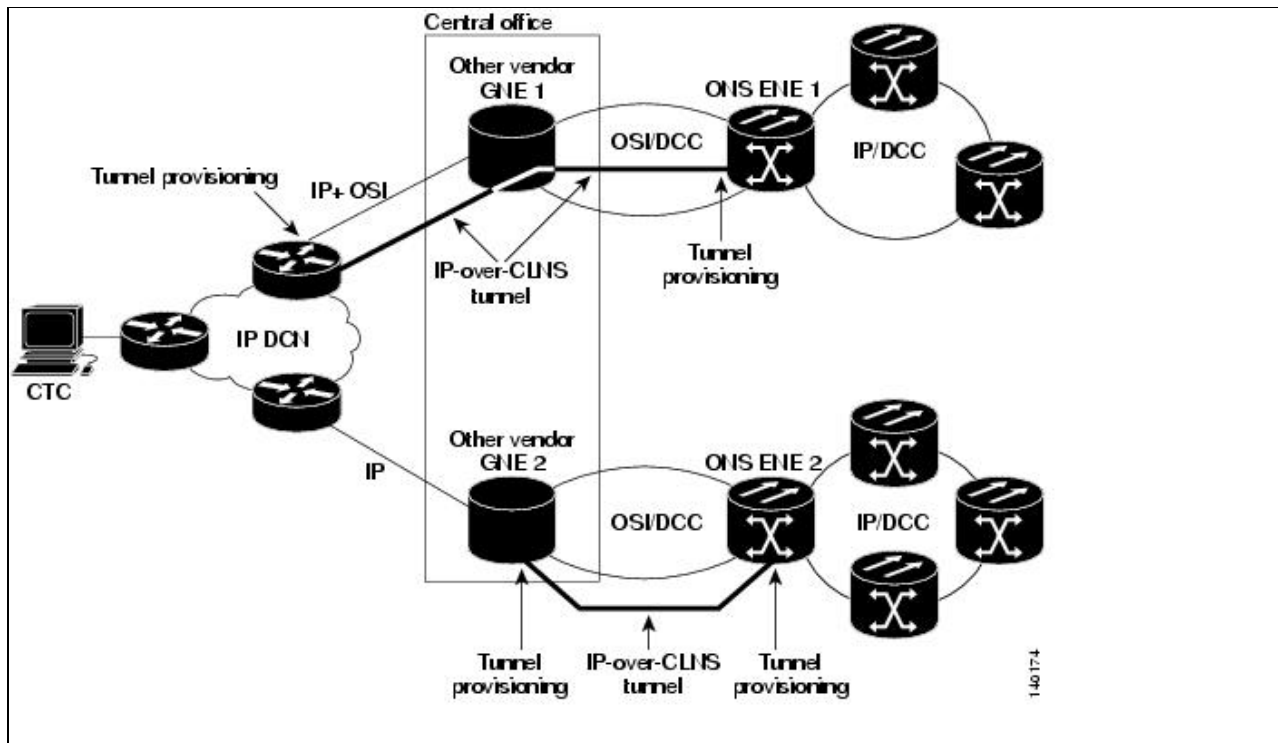 Central office
Other vendor
GNE 1
ONS ENE 1
OSI/DCC
IP/DCC
Tunnel provisioning
IP+ OSI
Tunnel
provisioning
IP-over-CLNS
tunnel
IP DCN
CTC
Other vendor
GNE 2
ONS ENE 2
IP
OSI/DCC
IP/DCC
Tunnel
provisioning
IP-over-CLNS
tunnel
Tunnel
provisioning
140174